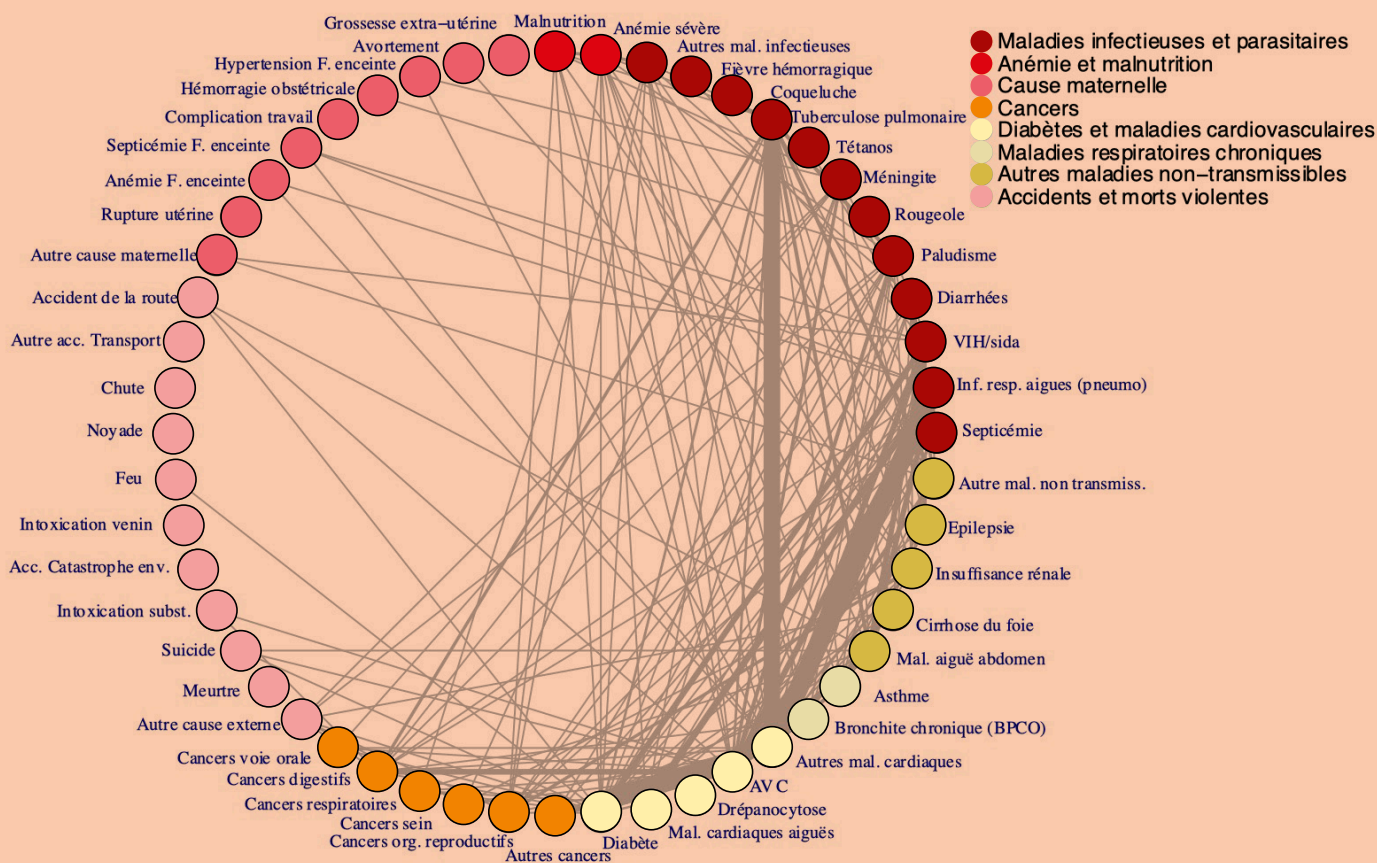 Grossesse extra−utérine
Malnutrition
Anémie sévère
Avortement
Autres mal. infectieuses
Hypertension F. enceinte
Fièvre hémorragique
Hémorragie obstétricale
Coqueluche
Complication travail
Tuberculose pulmonaire
Septicémie F. enceinte
Tétanos
Anémie F. enceinte
Méningite
Rupture utérine
Rougeole
Autre cause maternelle
Paludisme
Accident de la route
Diarrhées
Autre acc. Transport
VIH/sida
Chute
Inf. resp. aigues (pneumo)
Noyade
Septicémie
Feu
Autre mal. non transmiss.
Intoxication venin
Epilepsie
Acc. Catastrophe env.
Insuffisance rénale
Intoxication subst.
Cirrhose du foie
Suicide
Mal. aiguë abdomen
Meurtre
Asthme
Autre cause externe
Bronchite chronique (BPCO)
Cancers voie orale
Autres mal. cardiaques
Cancers digestifs
AVC
Cancers respiratoires
Drépanocytose
Cancers sein
Mal. cardiaques aiguës
Cancers org. reproductifs
Diabète
Autres cancers
Maladies infectieuses et parasitaires
Anémie et malnutrition
Cause maternelle
Cancers
Diabètes et maladies cardiovasculaires
Maladies respiratoires chroniques
Autres maladies non−transmissibles
Accidents et morts violentes